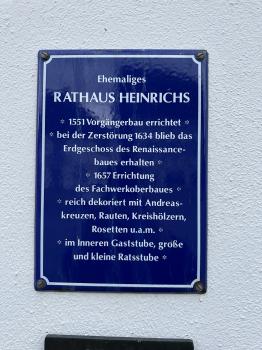 Ehemaliges
RATHAUS HEINRICHS
* 1551 Vorgängerbau errichtet *
* bei der Zerstörung 1634 blieb das
Erdgeschoss des Renaissance-
baues erhalten *
* 1657 Errichtung
des Fachwerkoberbaues *
* reich dekoriert mit Andreas-
kreuzen, Rauten, Kreishölzern,
Rosetten u.a.m. *
* im Inneren Gaststube, große
und kleine Ratsstube *